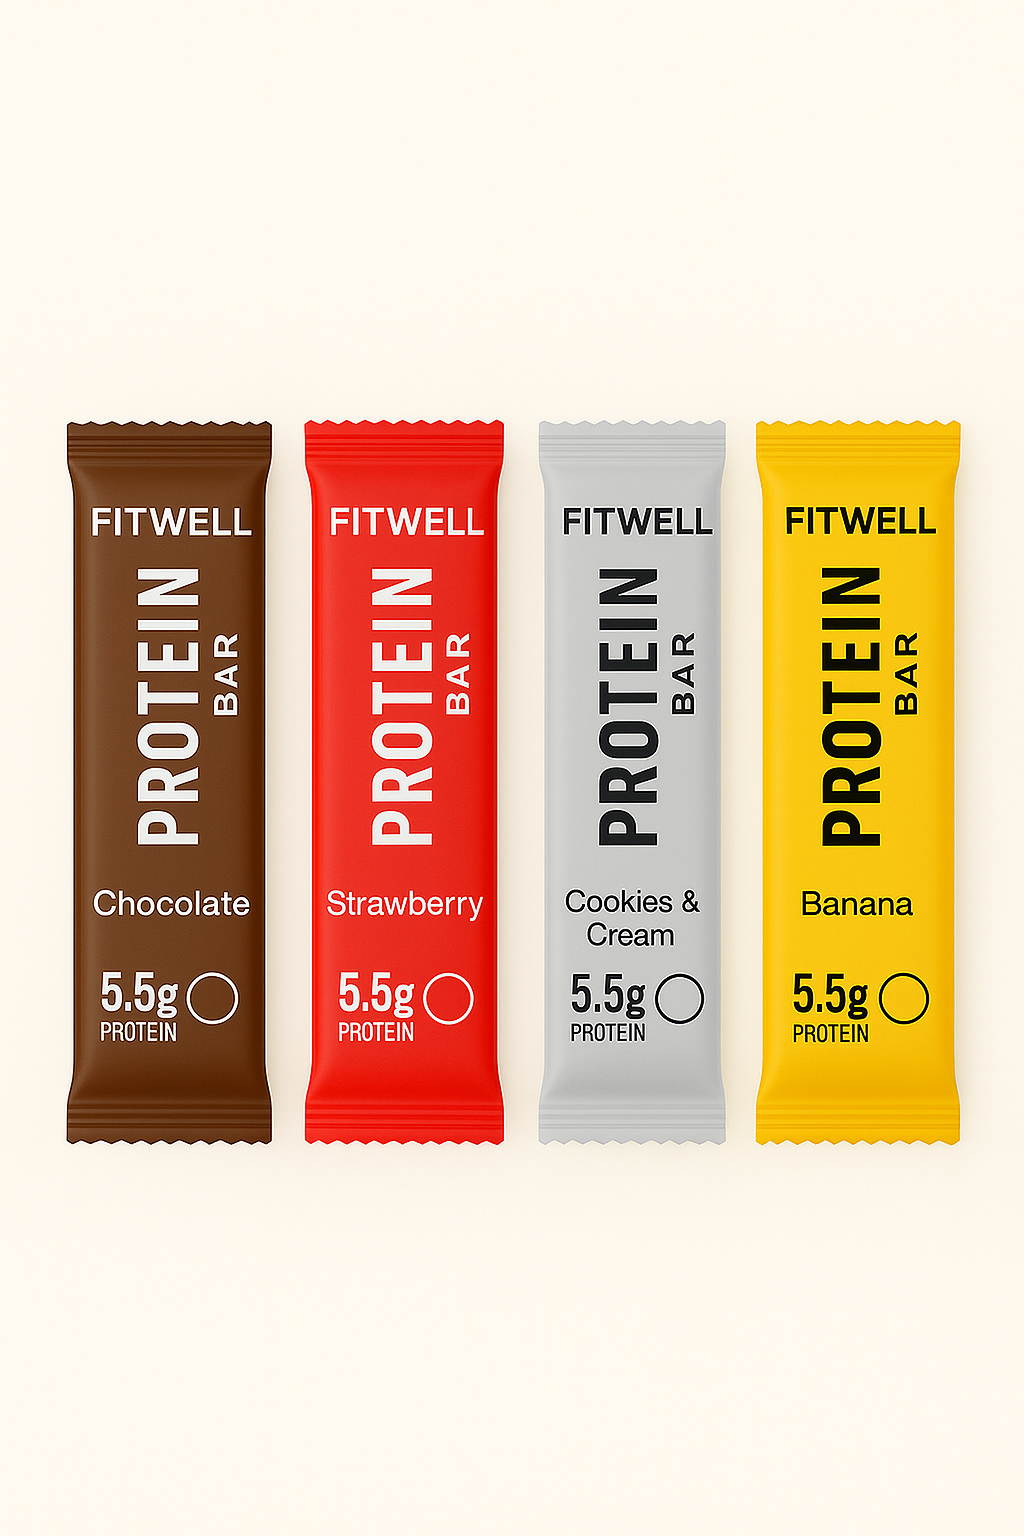 FITWELL
PROTEIN
BAR
Chocolate
5.5g
PROTEIN
FITWELL
PROTEIN
BAR
Strawberry
5.5g
PROTEIN
FITWELL
PROTEIN
BAR
Cookies &
Cream
5.5g
PROTEIN
FITWELL
PROTEIN
BAR
Banana
5.5g
PROTEIN